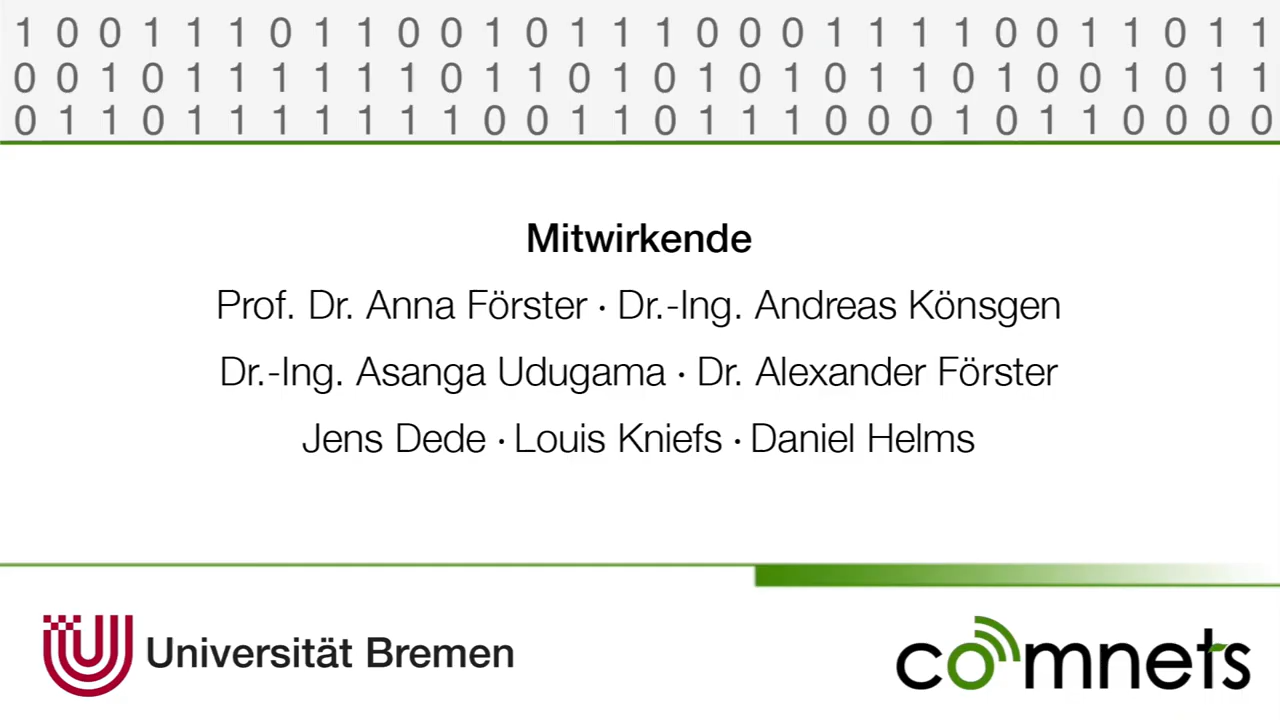 1 0 0 1 1 1 0 1 1 0 0 1 0 1 1 1 0 0 0 1 1 1 1 0 0 1 1 0 1 1
0 0 1 0 1 1 1 1 1 1 0 1 1 0 1 0 1 0 1 0 1 1 0 1 0 0 1 0 1 1
0 1 1 0 1 1 1 1 1 1 1 0 0 1 1 0 1 1 1 0 0 0 1 0 1 1 0 0 0 0
Mitwirkende
Prof. Dr. Anna Förster · Dr.-Ing. Andreas Könsgen
Dr.-Ing. Asanga Udugama · Dr. Alexander Förster
Jens Dede · Louis Kniefs · Daniel Helms
Universität Bremen
comnets